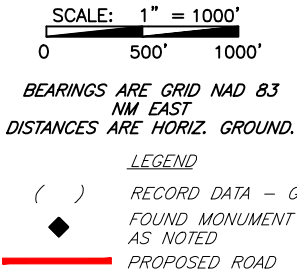 SCALE: 1" = 1000'
0 500' 1000'
BEARINGS ARE GRID NAD 83
NM EAST
DISTANCES ARE HORIZ. GROUND.
LEGEND
( ) RECORD DATA – G
FOUND MONUMENT
AS NOTED
PROPOSED ROAD